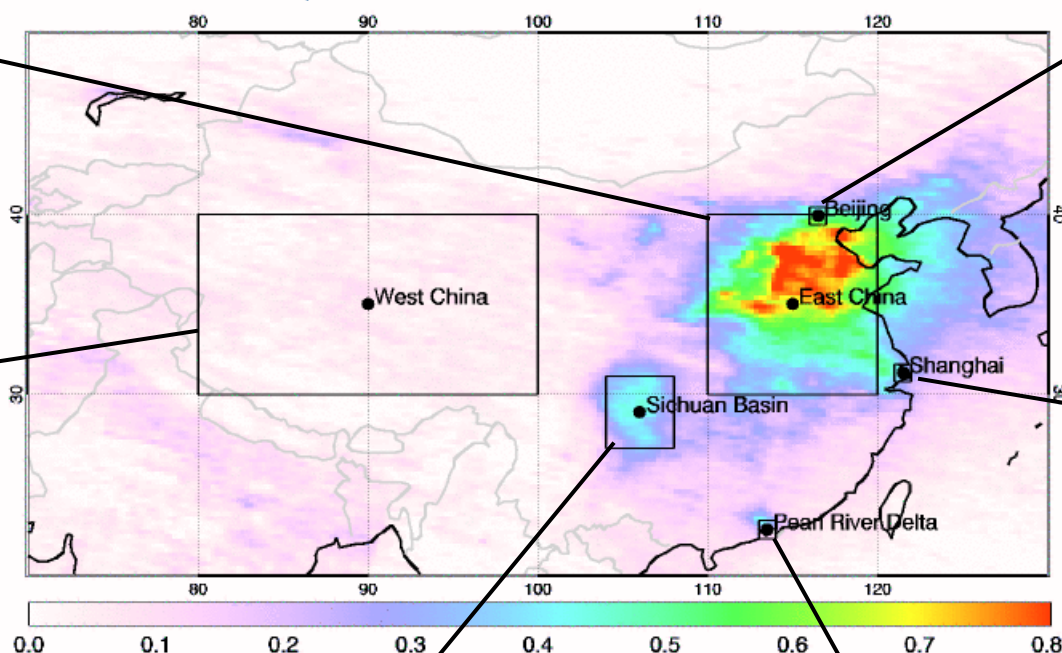 80 90 100 110 120
40 Beijing 40
West China East China
Shanghai
30 30
Sichuan Basin
Pearl River Delta
80 90 100 110 120
0.0 0.1 0.2 0.3 0.4 0.5 0.6 0.7 0.8